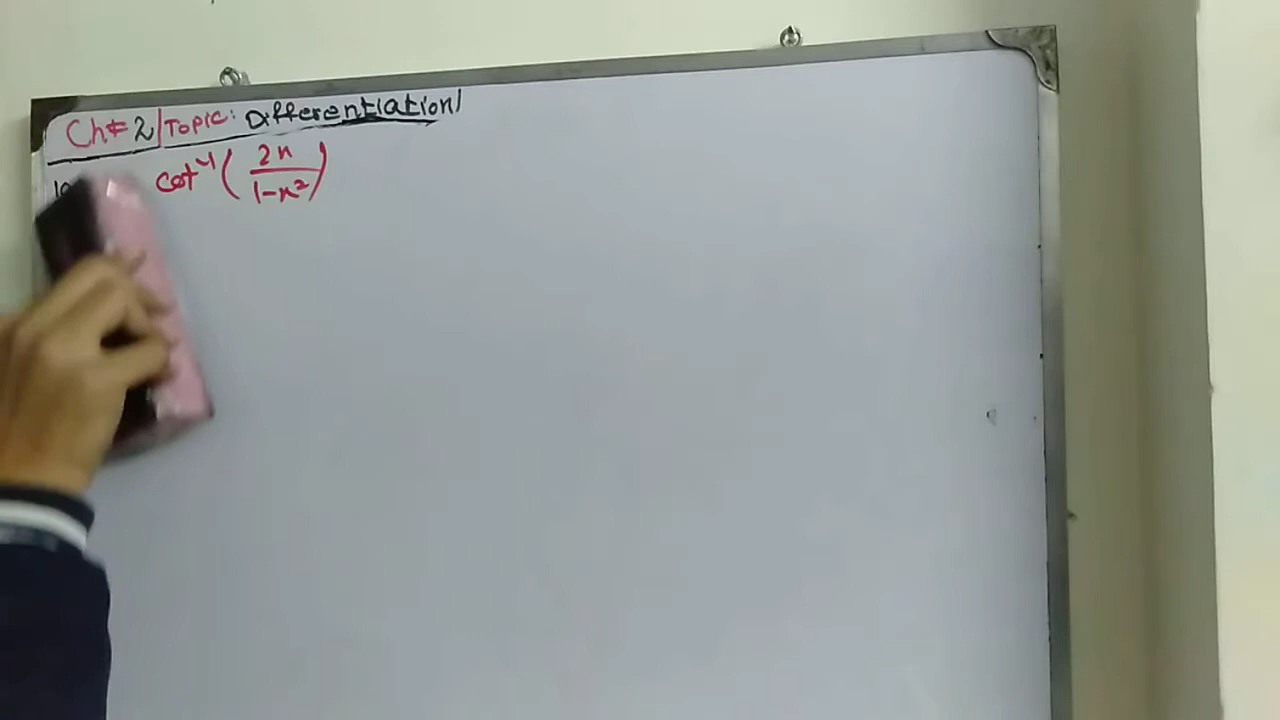 Ch # 2 | Topic: Differentiation |
cot⁻¹ ( 2x / 1-x² )